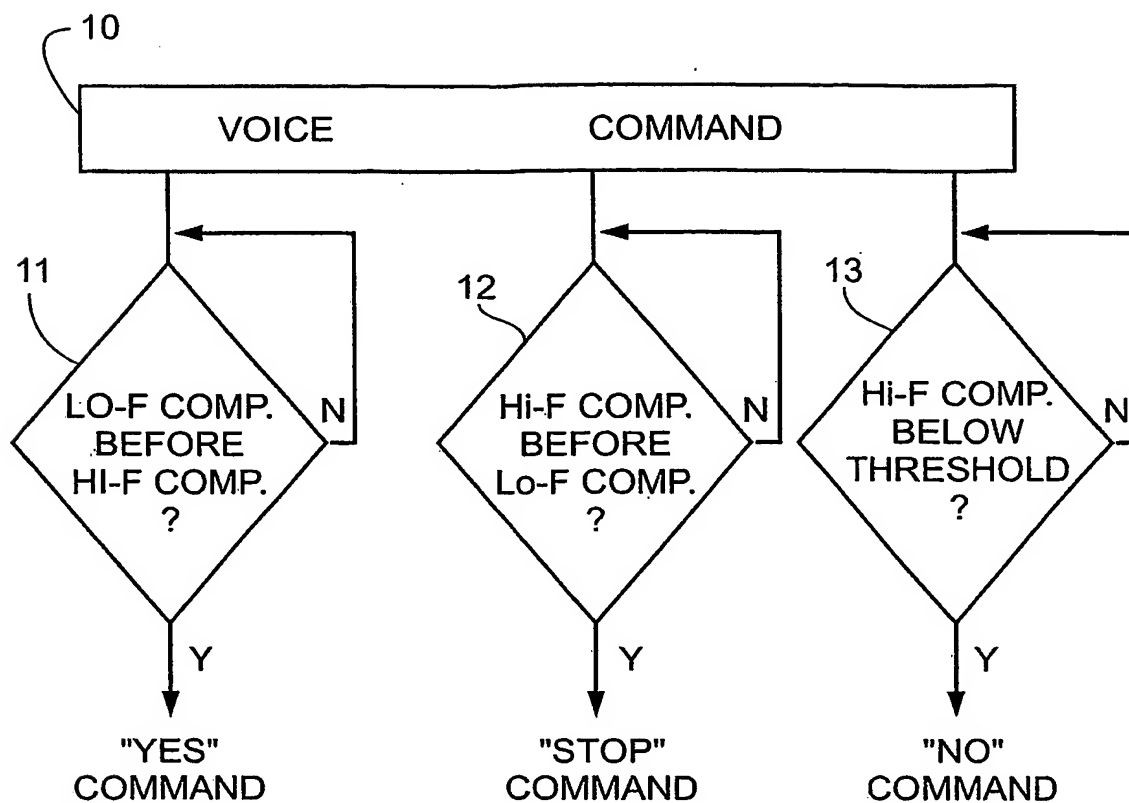 10
VOICE COMMAND
11
LO-F COMP.
BEFORE
HI-F COMP.
?
N
Y
"YES"
COMMAND
12
Hi-F COMP.
BEFORE
Lo-F COMP.
?
N
Y
"STOP"
COMMAND
13
Hi-F COMP.
BELOW
THRESHOLD
?
N
Y
"NO"
COMMAND